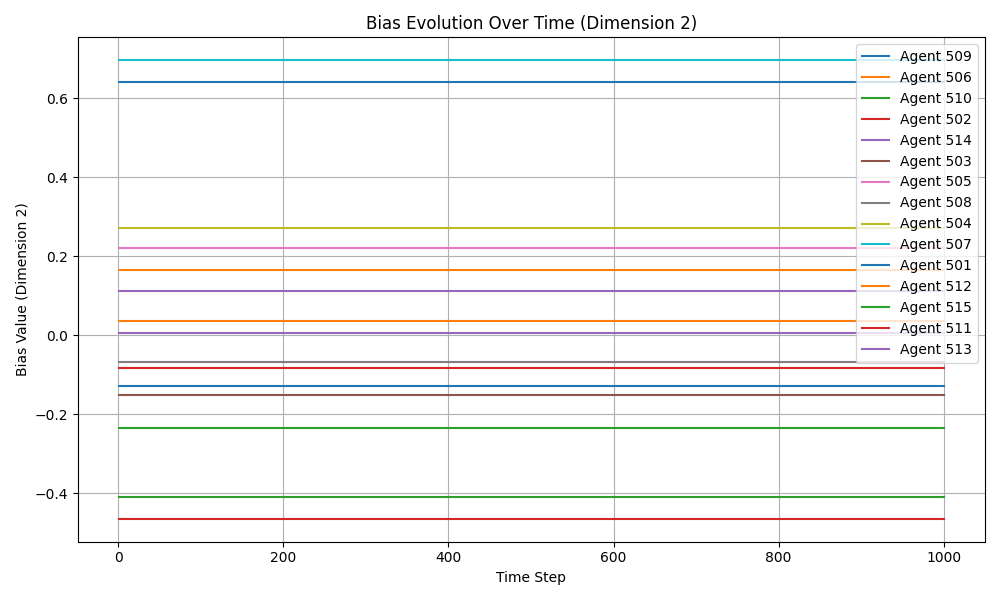 Bias Evolution Over Time (Dimension 2)
Bias Value (Dimension 2)
0.6
0.4
0.2
0.0
−0.2
−0.4
0
200
400
600
800
1000
Time Step
Agent 509
Agent 506
Agent 510
Agent 502
Agent 514
Agent 503
Agent 505
Agent 508
Agent 504
Agent 507
Agent 501
Agent 512
Agent 515
Agent 511
Agent 513